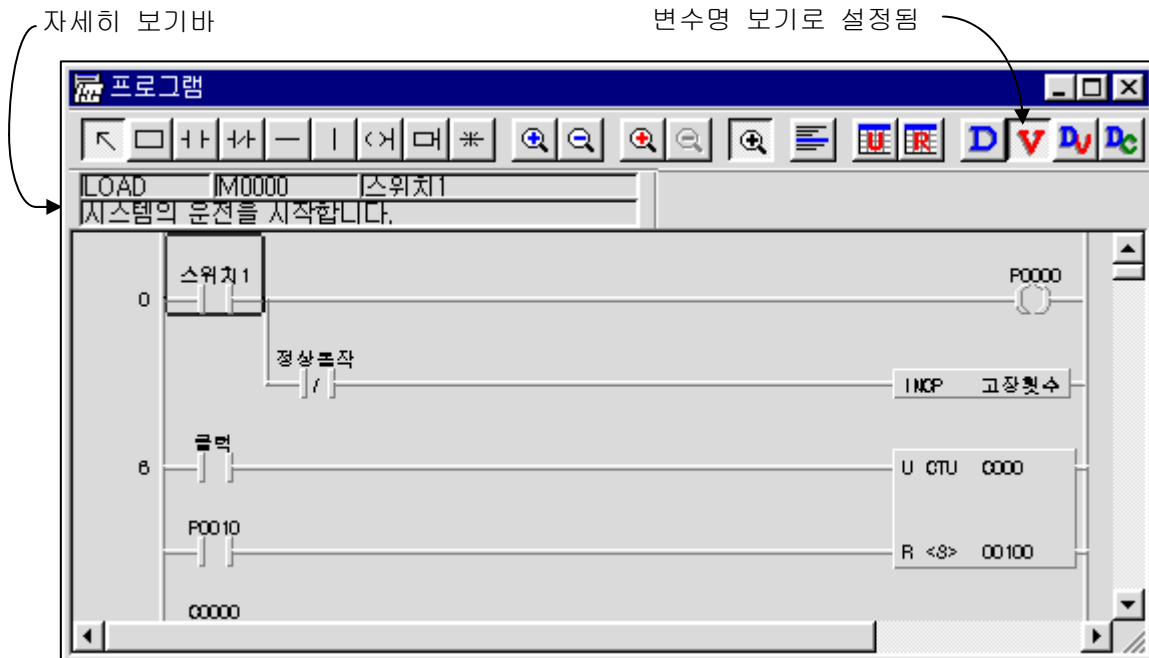 자세히 보기바
변수명 보기로 설정됨
프로그램
U R D V DV DC
LOAD M0000 스위치1
시스템의 운전을 시작합니다.
스위치1 P0000
0
정상동작
INCP 고장횟수
클럭
6 U CTU C000
P0010
R <S> 00100
C0000